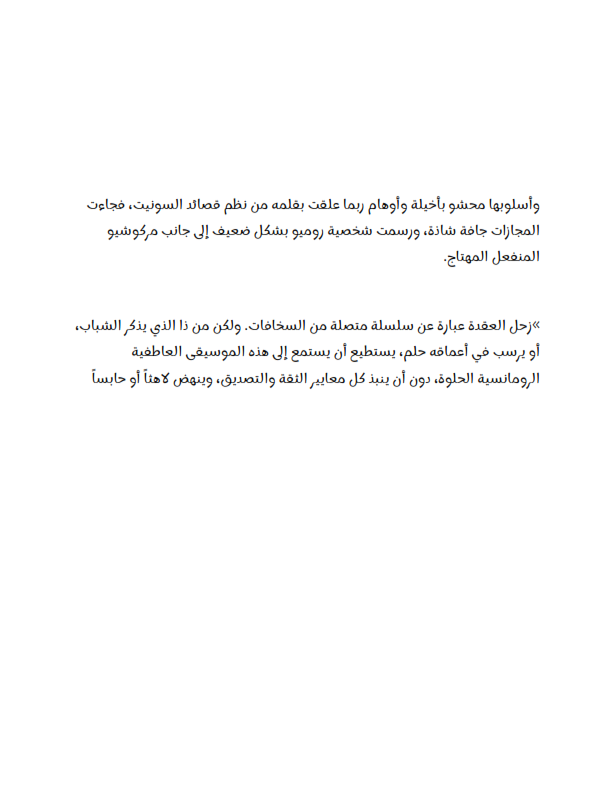 وأسلوبها محشو بأخيلة وأوهام ربما علقت بقلمه من نظم قصائد السونيت، فجاءت
المجازات جافة شاذة، ورسمت شخصية روميو بشكل ضعيف إلى جانب مركوشيو
المنفعل المهتاج.
»زحل العقدة عبارة عن سلسلة متصلة من السخافات. ولكن من ذا الذي يذكر الشباب،
أو يرسب في أعماقه حلم، يستطيع أن يستمع إلى هذه الموسيقى العاطفية
الرومانسية الحلوة، دون أن ينبذ كل معايير الثقة والتصديق، وينهض لاهثاً أو حابساً